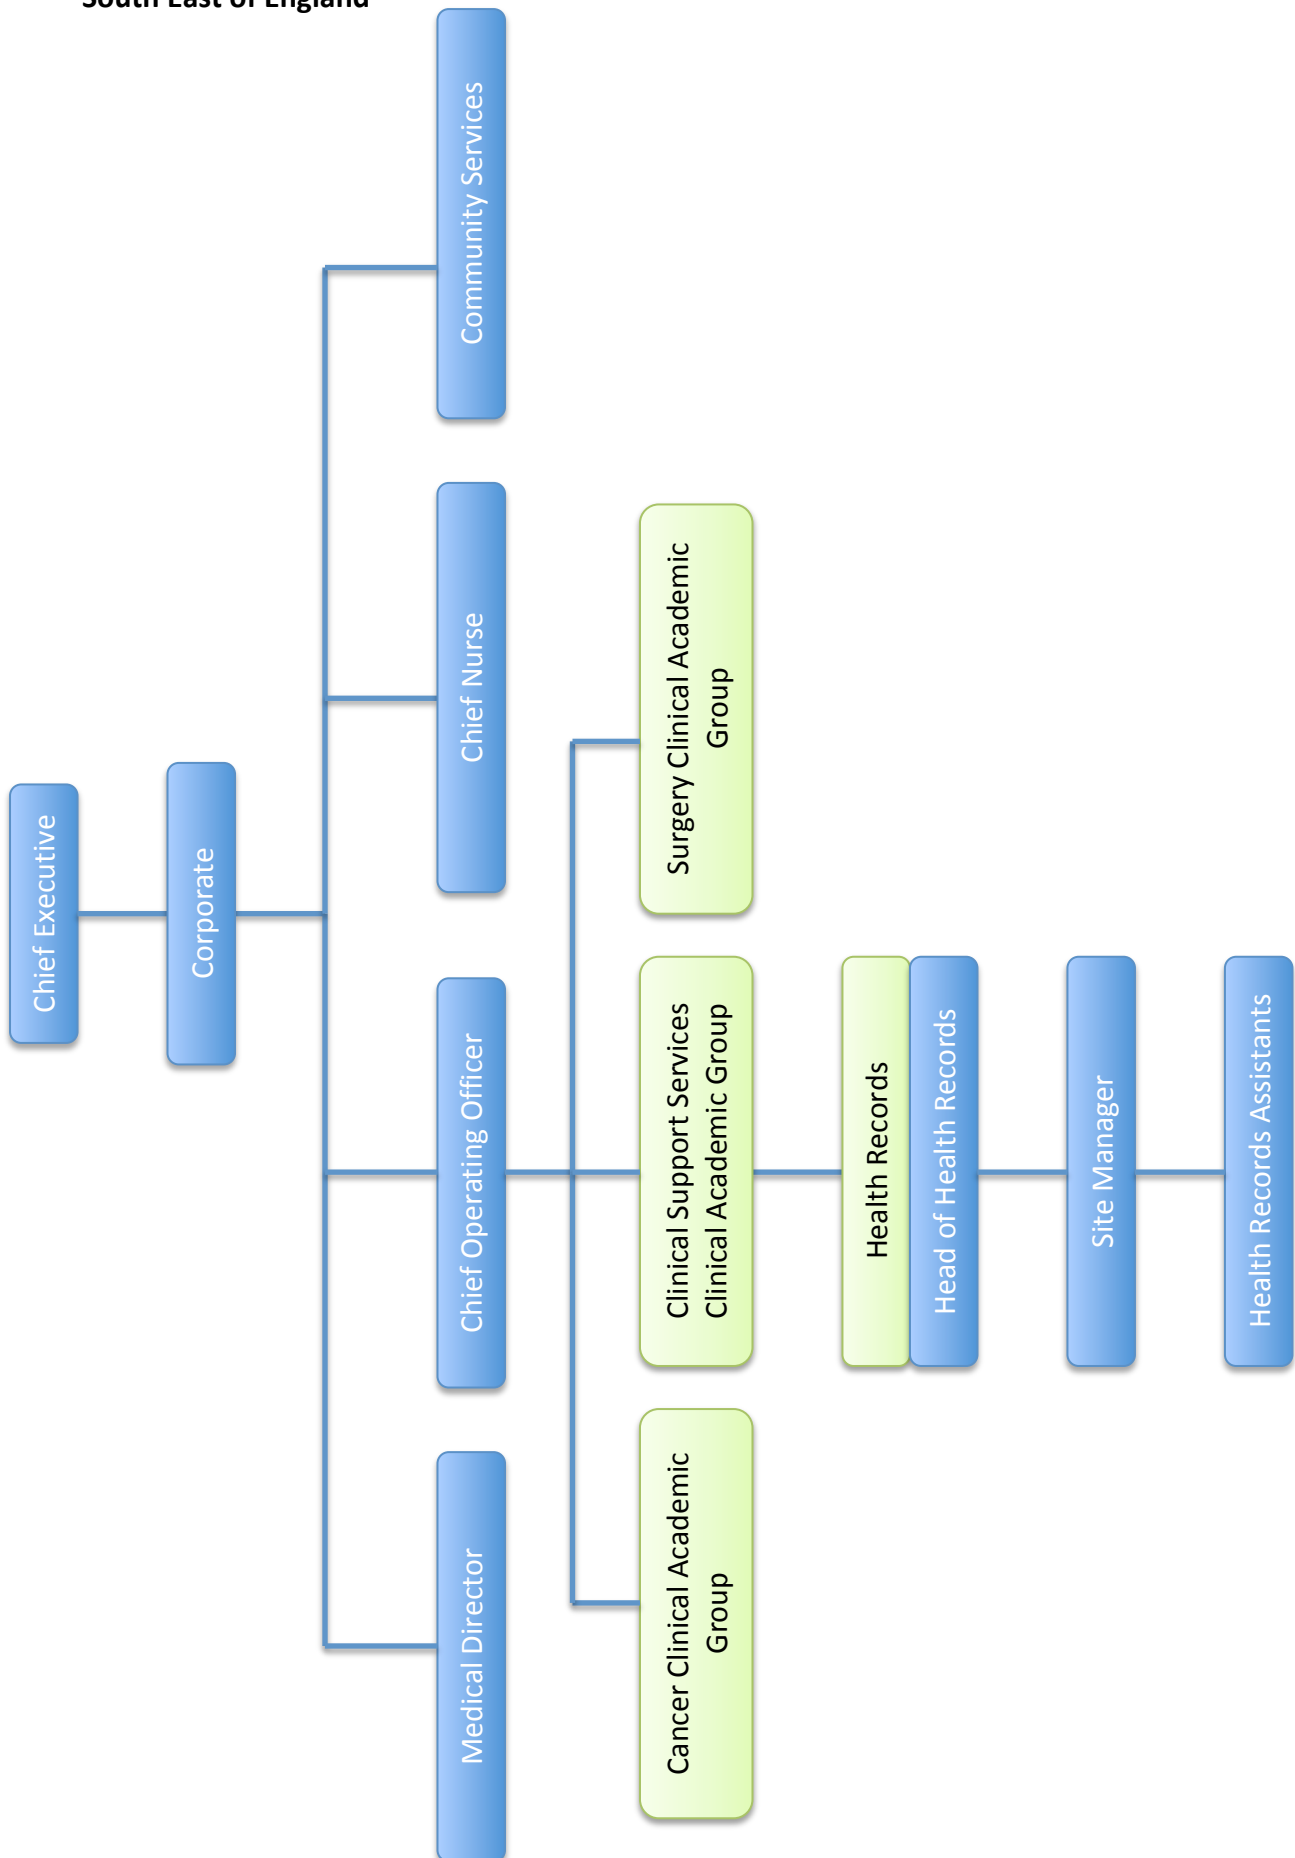 South East of England
Chief Executive
Corporate
Medical Director
Chief Operating Officer
Chief Nurse
Community Services
Cancer Clinical Academic
Group
Clinical Support Services
Clinical Academic Group
Surgery Clinical Academic
Group
Health Records
Head of Health Records
Site Manager
Health Records Assistants